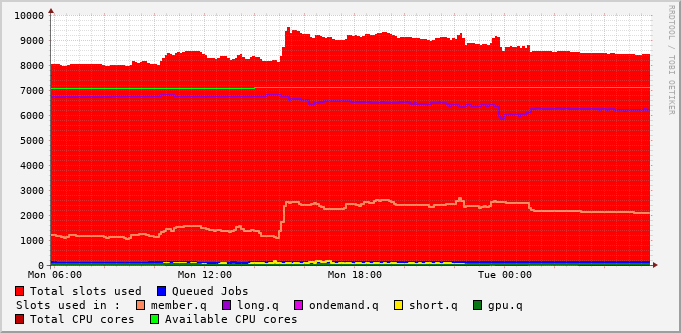 10000
9000
8000
7000
6000
5000
4000
3000
2000
1000
0
Mon 06:00 Mon 12:00 Mon 18:00 Tue 00:00
Total slots used Queued Jobs
Slots used in : member.q long.q ondemand.q short.q gpu.q
Total CPU cores Available CPU cores
RRDTOOL / TOBI OETIKER